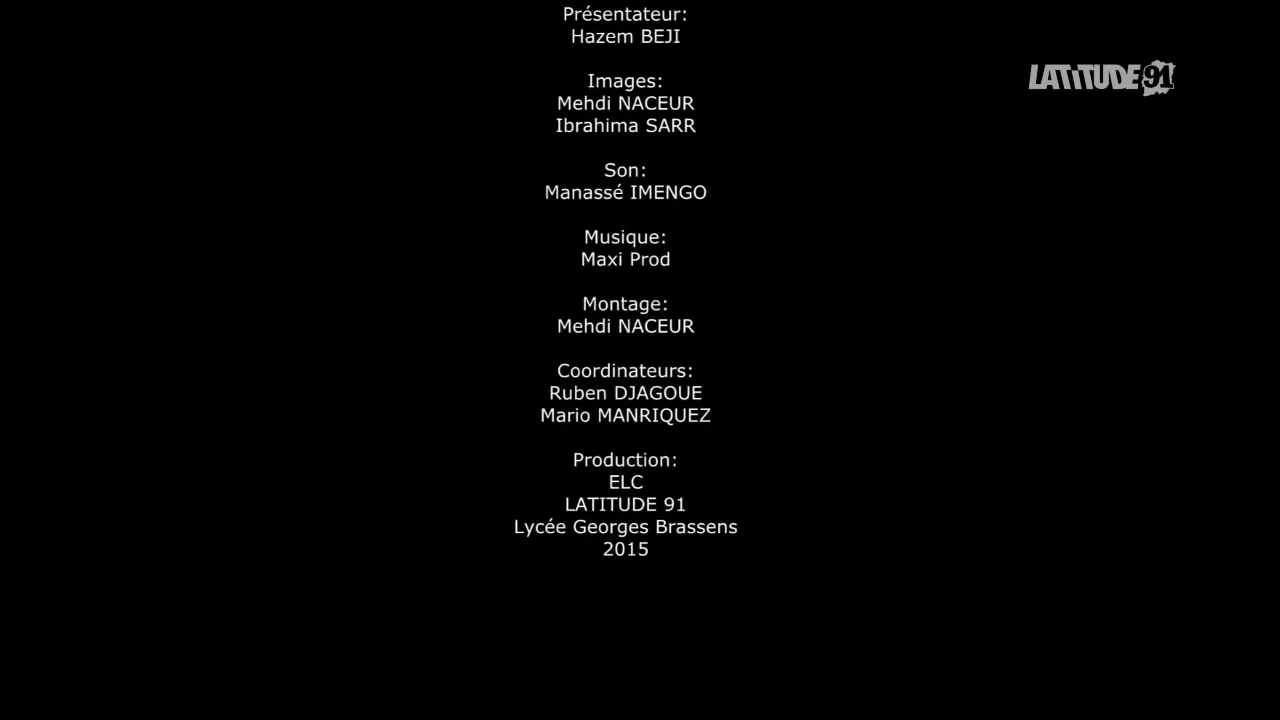 Présentateur:
Hazem BEJI
LATITUDE 91
Images:
Mehdi NACEUR
Ibrahima SARR
Son:
Manassé IMENGO
Musique:
Maxi Prod
Montage:
Mehdi NACEUR
Coordinateurs:
Ruben DJAGOUE
Mario MANRIQUEZ
Production:
ELC
LATITUDE 91
Lycée Georges Brassens
2015